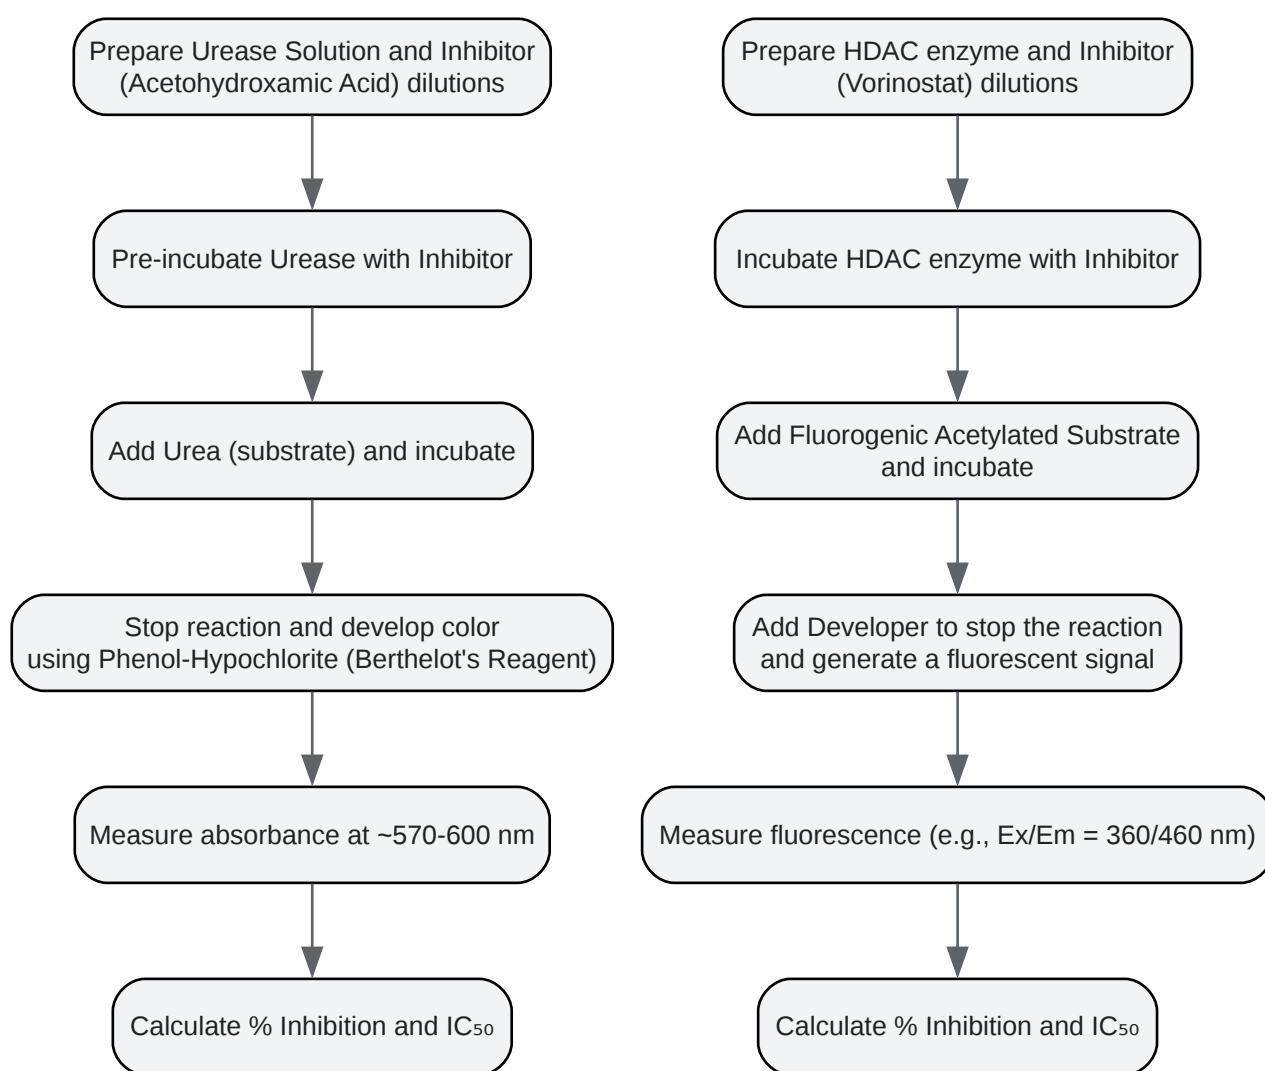 Prepare Urease Solution and Inhibitor
(Acetohydroxamic Acid) dilutions
Pre-incubate Urease with Inhibitor
Add Urea (substrate) and incubate
Stop reaction and develop color
using Phenol-Hypochlorite (Berthelot's Reagent)
Measure absorbance at ~570-600 nm
Calculate % Inhibition and IC₅₀
Prepare HDAC enzyme and Inhibitor
(Vorinostat) dilutions
Incubate HDAC enzyme with Inhibitor
Add Fluorogenic Acetylated Substrate
and incubate
Add Developer to stop the reaction
and generate a fluorescent signal
Measure fluorescence (e.g., Ex/Em = 360/460 nm)
Calculate % Inhibition and IC₅₀